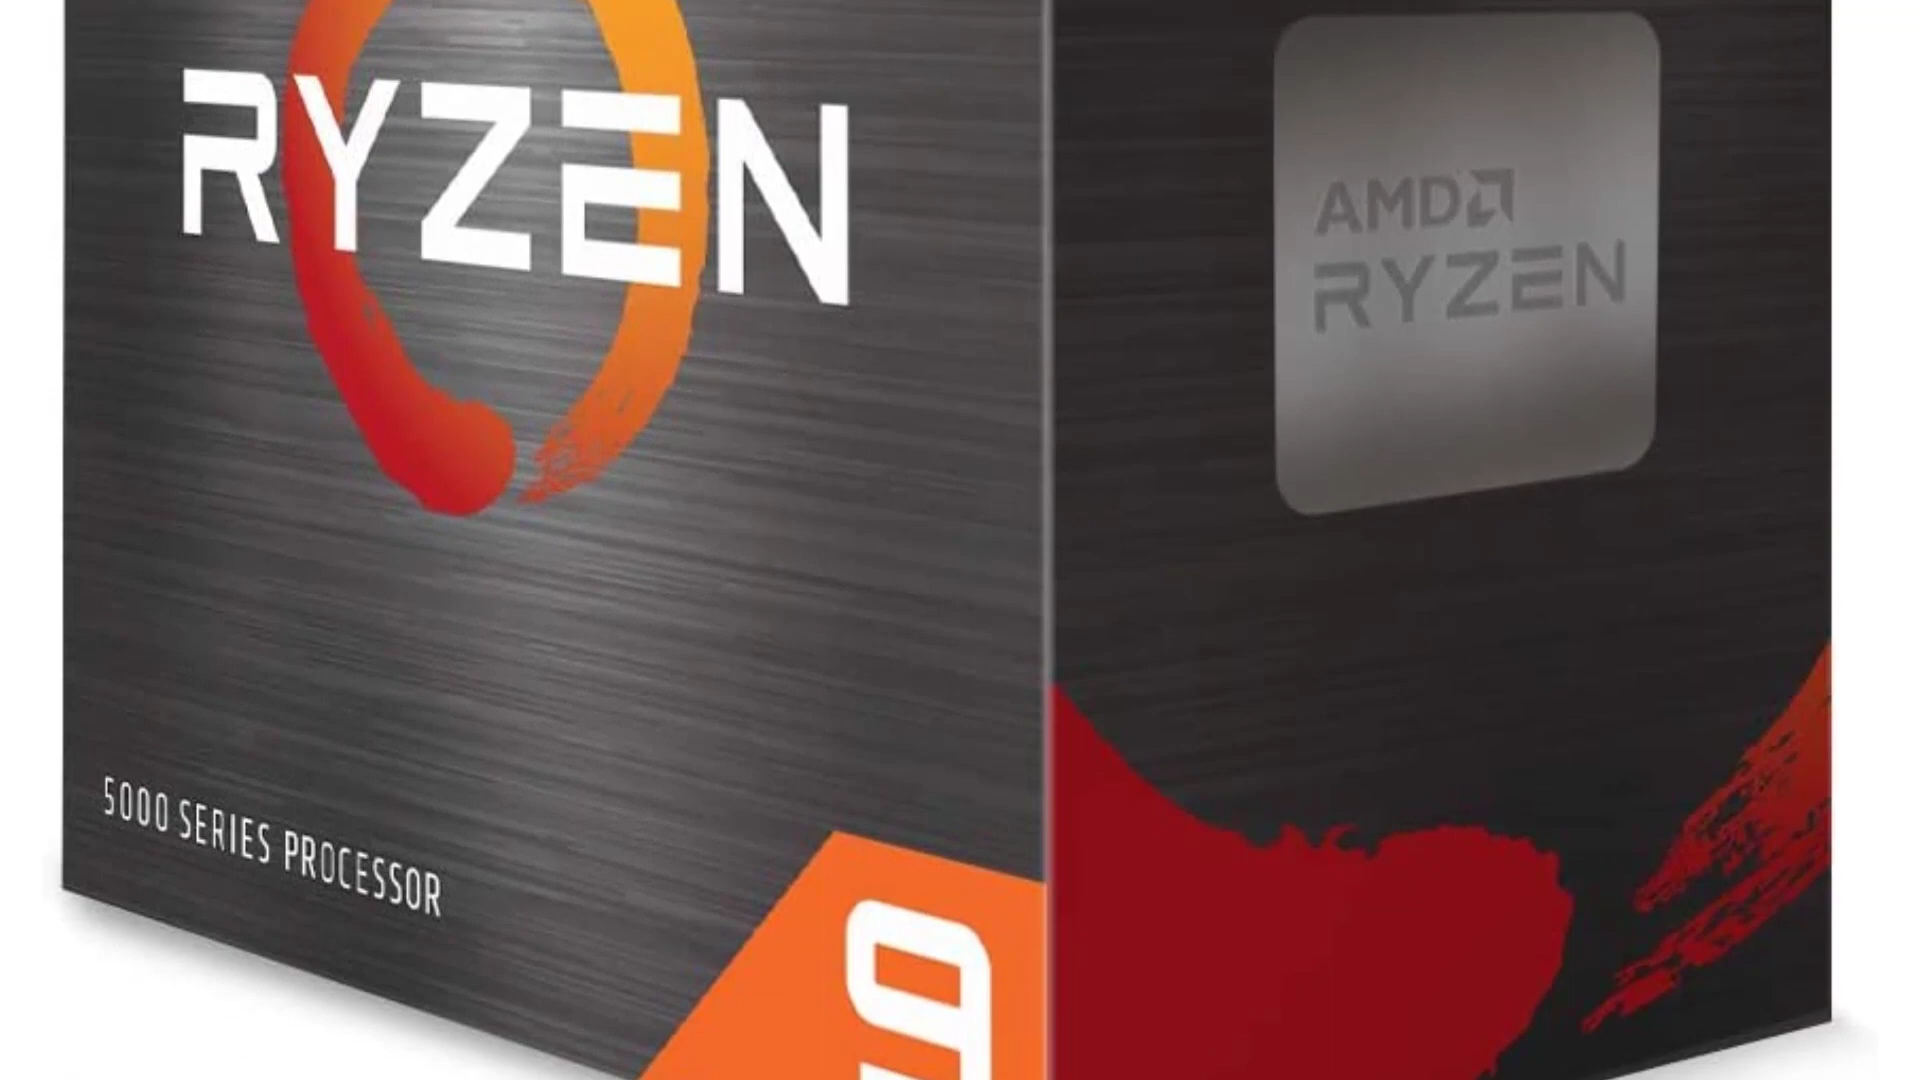 RYZEN
5000 SERIES PROCESSOR
9
AMD
RYZEN